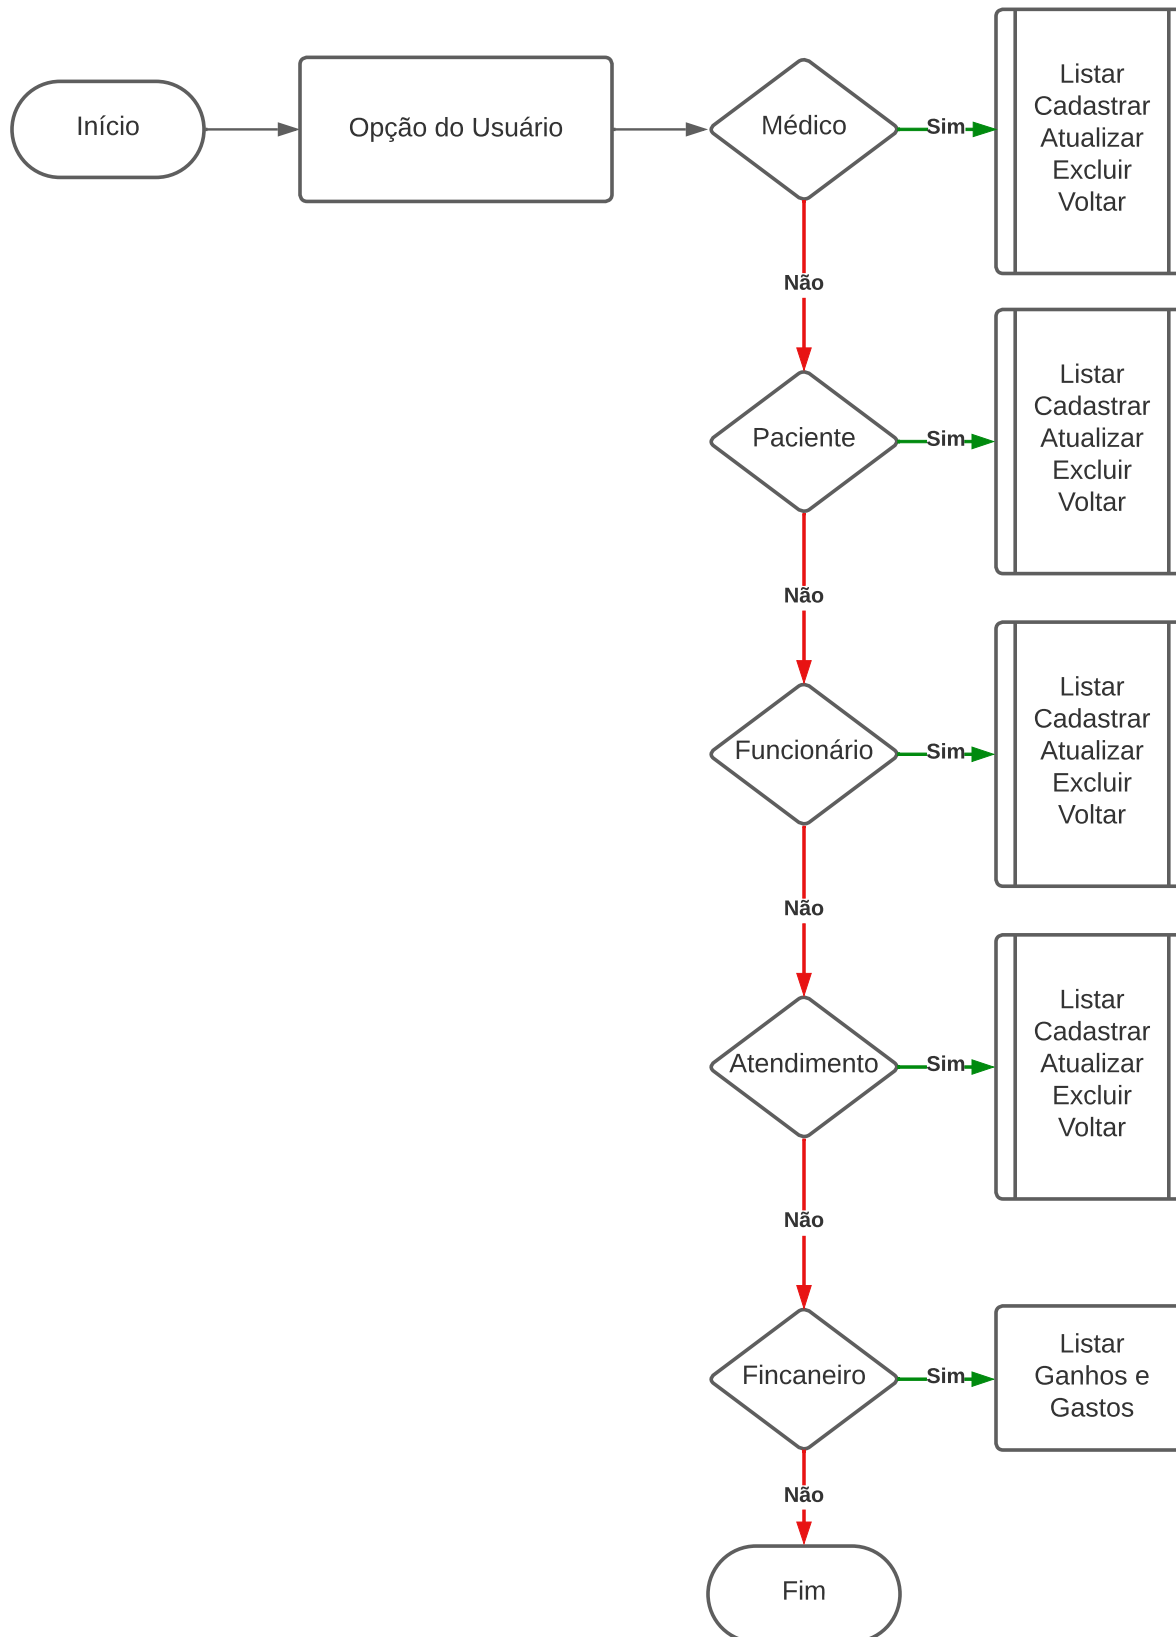 Início
Opção do Usuário
Médico
Sim
Listar
Cadastrar
Atualizar
Excluir
Voltar
Não
Paciente
Sim
Listar
Cadastrar
Atualizar
Excluir
Voltar
Não
Funcionário
Sim
Listar
Cadastrar
Atualizar
Excluir
Voltar
Não
Atendimento
Sim
Listar
Cadastrar
Atualizar
Excluir
Voltar
Não
Fincaneiro
Sim
Listar
Ganhos e
Gastos
Não
Fim